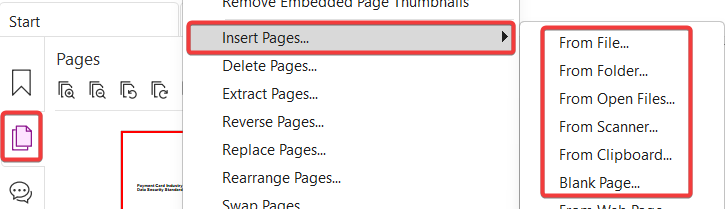 Start
Pages
Payment Card Industry
Data Security Standard
Remove Embedded Page Thumbnails
Insert Pages...
Delete Pages...
Extract Pages...
Reverse Pages...
Replace Pages...
Rearrange Pages...
Swap Pages
From File...
From Folder...
From Open Files...
From Scanner...
From Clipboard...
Blank Page...
From Web Page